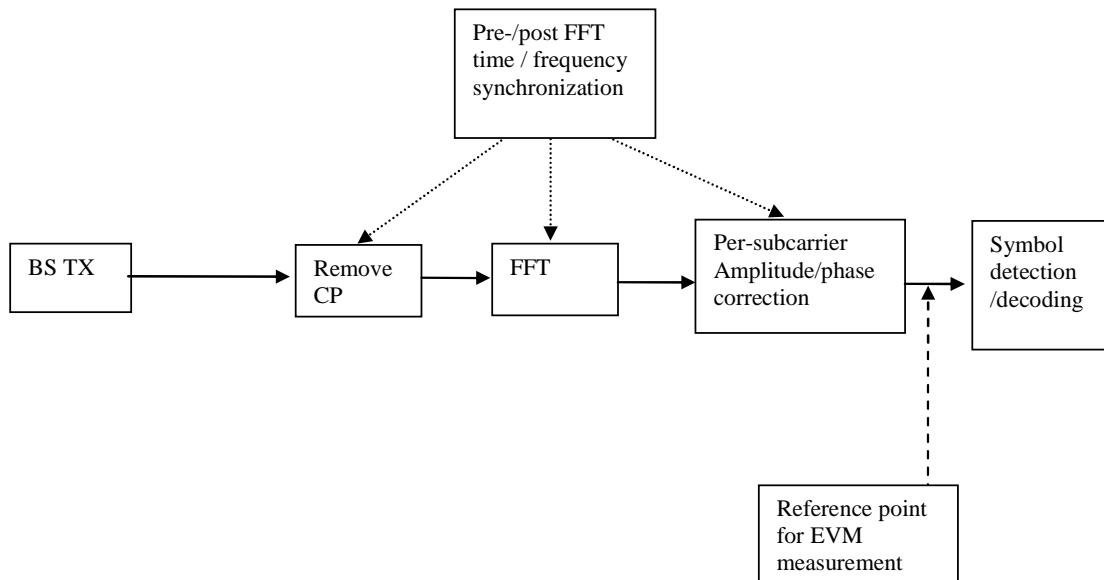 Pre-/post FFT
time / frequency
synchronization
BS TX
Remove
CP
FFT
Per-subcarrier
Amplitude/phase
correction
Symbol
detection
/decoding
Reference point
for EVM
measurement